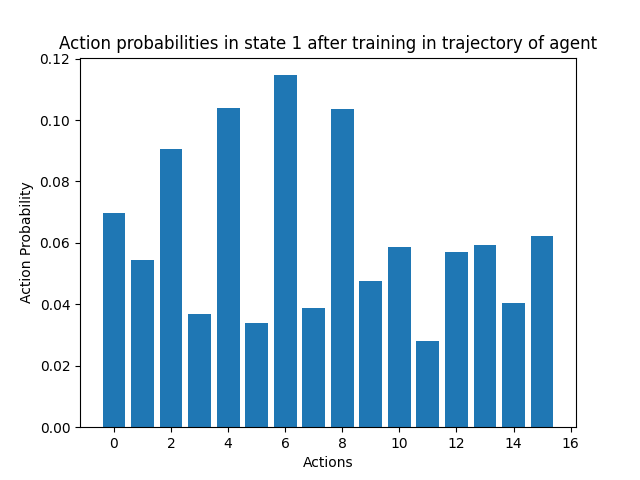 Action probabilities in state 1 after training in trajectory of agent
0.12
0.10
0.08
0.06
0.04
0.02
0.00
Action Probability
0 2 4 6 8 10 12 14 16
Actions